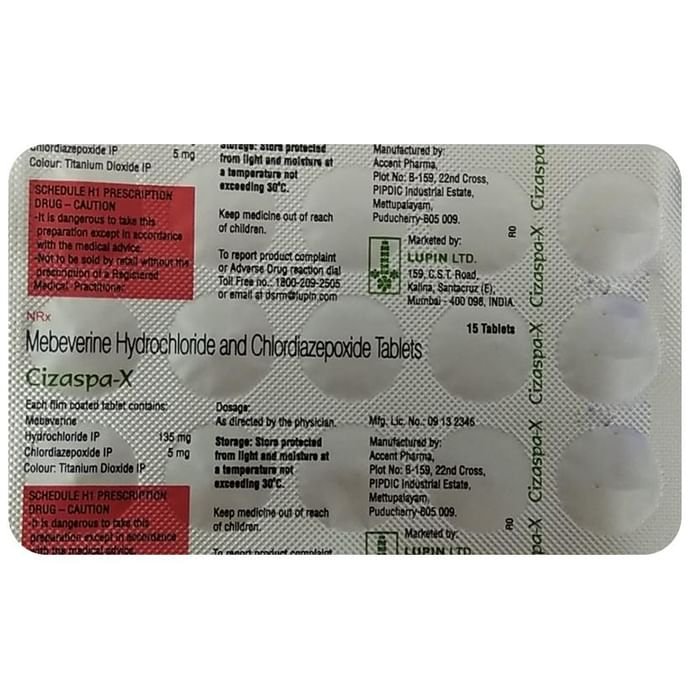 Chlordiazepoxide IP 5 mg
Colour: Titanium Dioxide IP
SCHEDULE H1 PRESCRIPTION
DRUG – CAUTION
-It is dangerous to take this
preparation except in accordance
with the medical advice.
-Not to be sold by retail without the
prescription of a Registered
Medical Practitioner.
Storage: Store protected
from light and moisture at
a temperature not
exceeding 30°C.
Keep medicine out of reach
of children.
To report product complaint
or Adverse Drug reaction dial
Toll Free no.: 1800-209-2505
or email at dsrm@lupin.com
Manufactured by:
Accent Pharma,
Plot No: B-159, 22nd Cross,
PIPDIC Industrial Estate,
Mettupalayam,
Puducherry-605 009.
Marketed by:
LUPIN LTD.
159, C.S.T. Road,
Kalina, Santacruz (E),
Mumbai - 400 098, INDIA.
R0
NRx
Mebeverine Hydrochloride and Chlordiazepoxide Tablets
15 Tablets
Cizaspa-X
Each film coated tablet contains:
Mebeverine
Hydrochloride IP 135 mg
Chlordiazepoxide IP 5 mg
Colour: Titanium Dioxide IP
SCHEDULE H1 PRESCRIPTION
DRUG – CAUTION
-It is dangerous to take this
preparation except in accordance
with the medical advice.
Dosage:
As directed by the physician.
Storage: Store protected
from light and moisture at
a temperature not
exceeding 30°C.
Keep medicine out of reach
of children.
To report product complaint
Mfg. Lic. No.: 09 13 2345
Manufactured by:
Accent Pharma,
Plot No: B-159, 22nd Cross,
PIPDIC Industrial Estate,
Mettupalayam,
Puducherry-605 009.
Marketed by:
LUPIN LTD.
R0
Cizaspa-X
Cizaspa-X
Cizaspa-X
Cizaspa-X